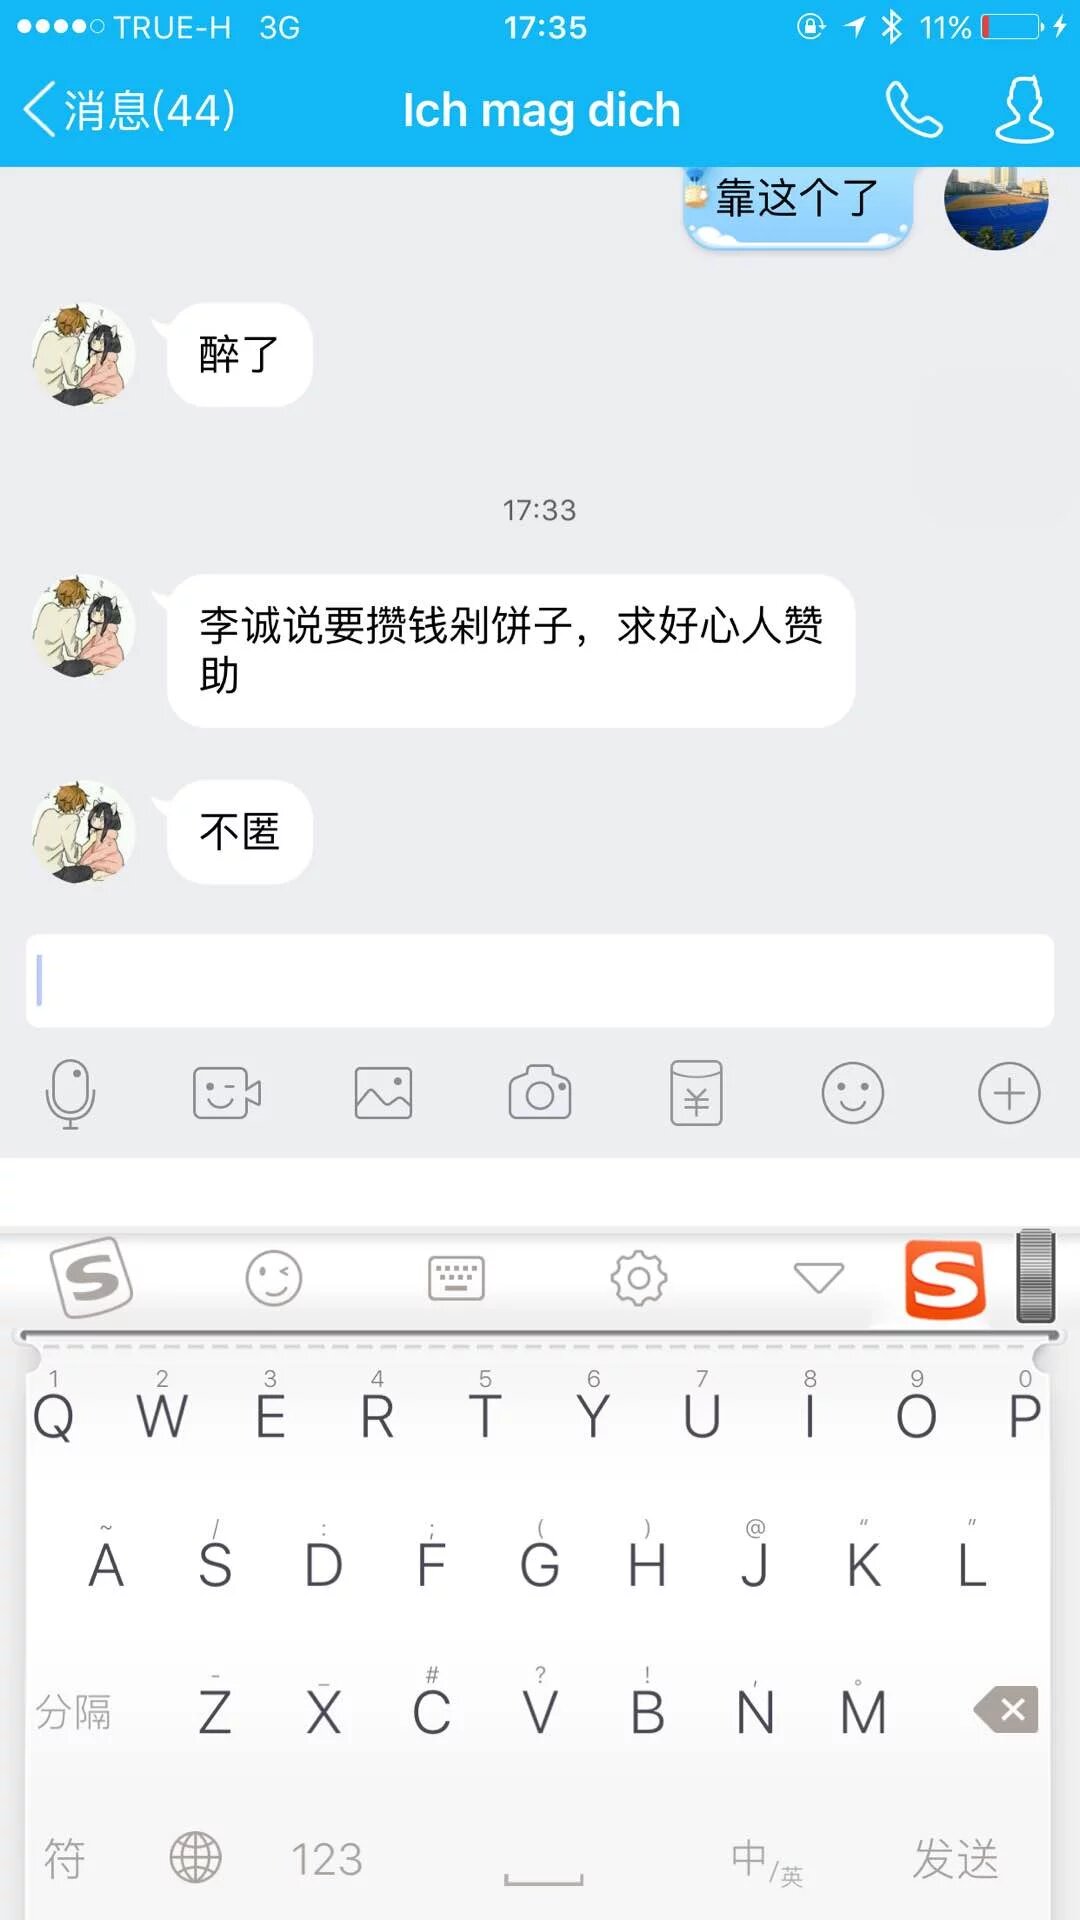 TRUE-H 3G 17:35 11%
消息(44) Ich mag dich
靠这个了
醉了
17:33
李诚说要攒钱剁饼子，求好心人赞
助
不匿
1 2 3 4 5 6 7 8 9 0
Q W E R T Y U I O P
~ / : ; ( ) @ “ ”
A S D F G H J K L
- _ # ? ! ' °
分隔 Z X C V B N M
符 123 中/英 发送